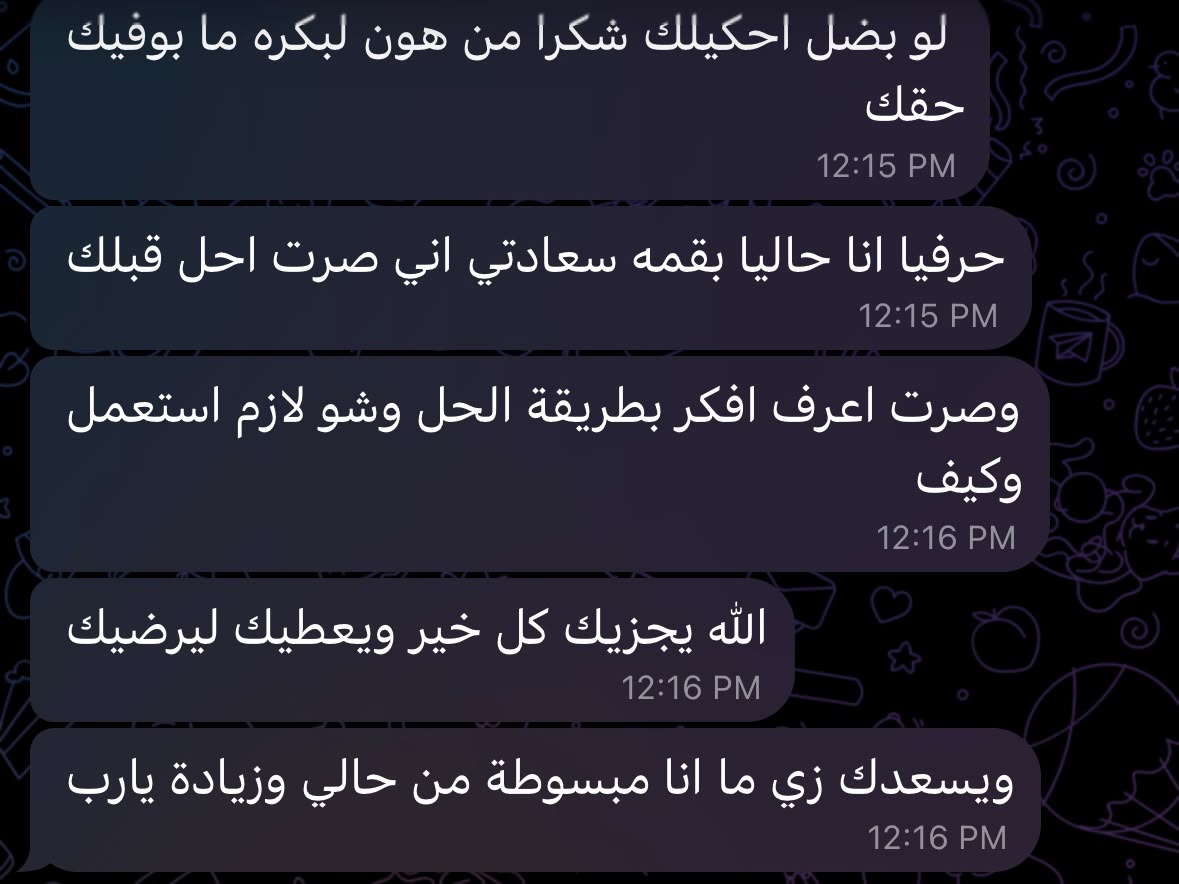 لو بضل احكيلك شكرا من هون لبكره ما بوفيك
حقك
12:15 PM
حرفيا انا حاليا بقمه سعادتي اني صرت احل قبلك
12:15 PM
وصرت اعرف افكر بطريقة الحل وشو لازم استعمل
وكيف
12:16 PM
الله يجزيك كل خير ويعطيك ليرضيك
12:16 PM
ويسعدك زي ما انا مبسوطة من حالي وزيادة يارب
12:16 PM